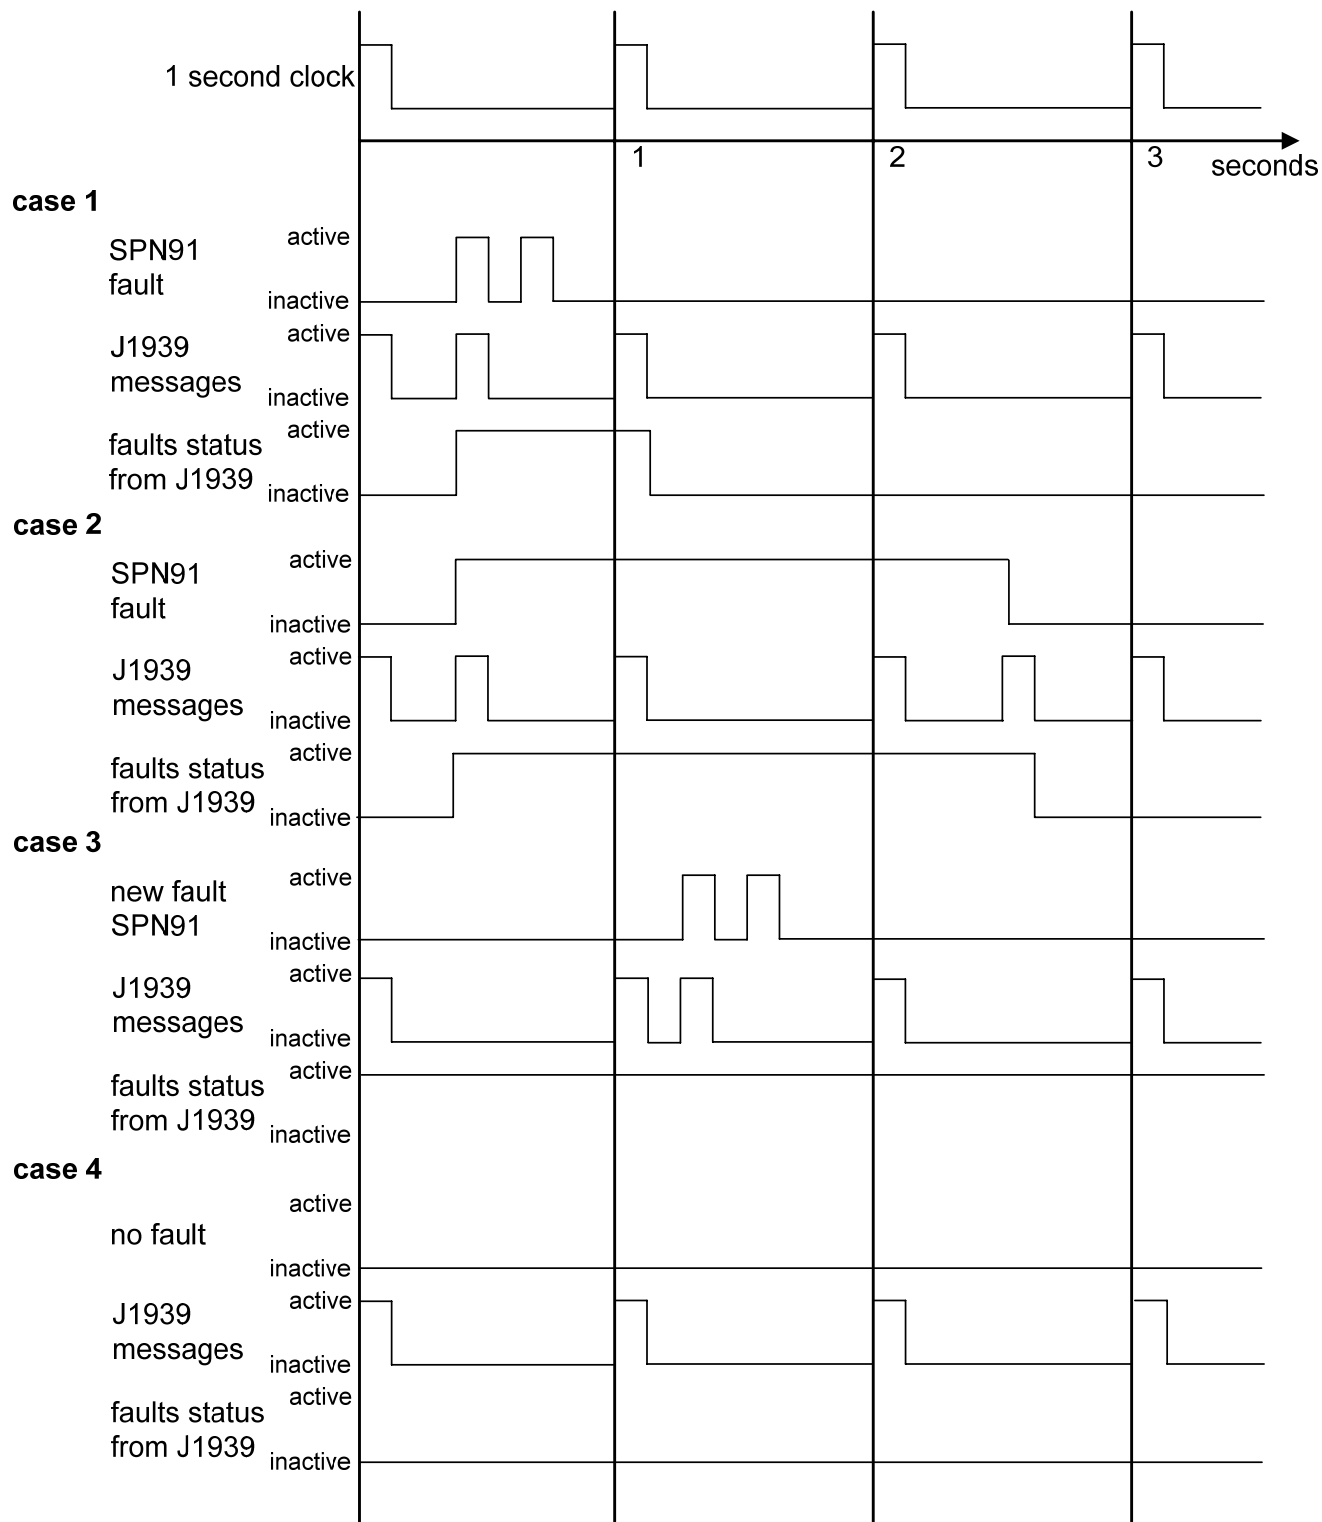 1 second clock
1
2
3
seconds
case 1
SPN91
fault
active
inactive
J1939
messages
active
inactive
faults status
from J1939
active
inactive
case 2
SPN91
fault
active
inactive
J1939
messages
active
inactive
faults status
from J1939
active
inactive
case 3
new fault
SPN91
active
inactive
J1939
messages
active
inactive
faults status
from J1939
active
inactive
case 4
no fault
active
inactive
J1939
messages
active
inactive
faults status
from J1939
active
inactive